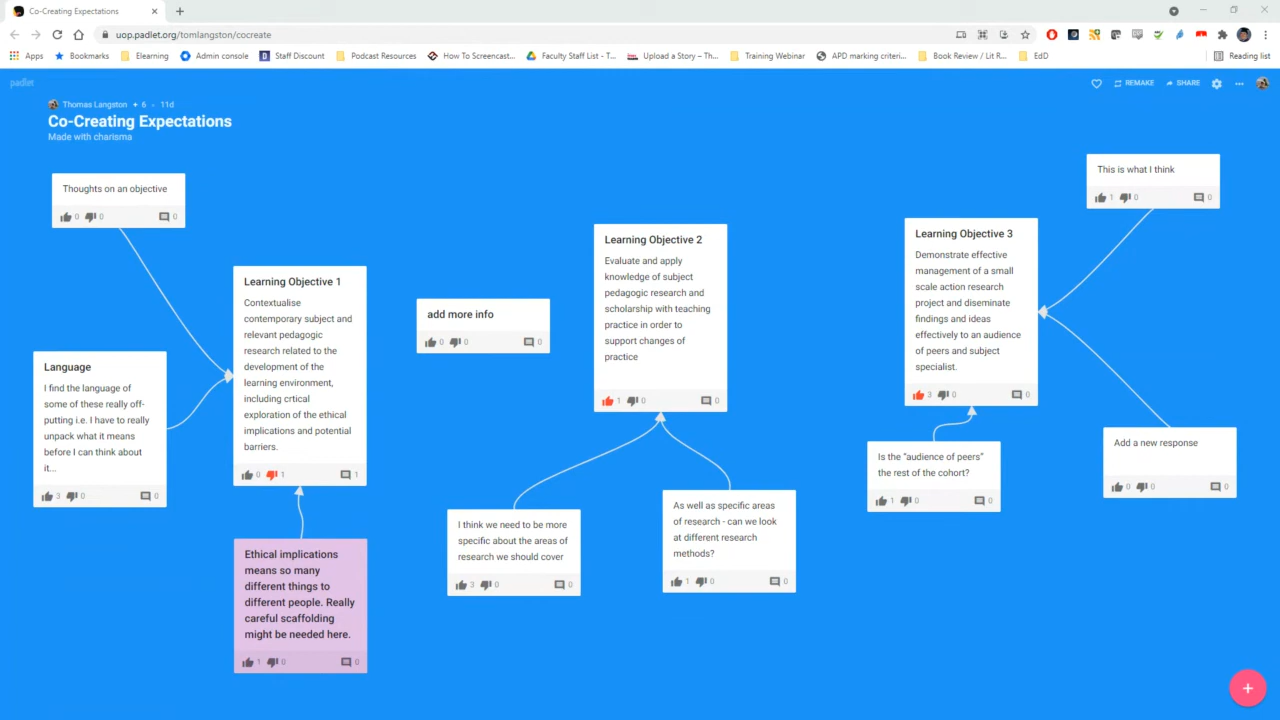 Co-Creating Expectations
uop.padlet.org/tomlangston/cocreate
Apps
Bookmarks
Elearning
Admin console
Staff Discount
Podcast Resources
How To Screencast...
Faculty Staff List - T...
Upload a Story – Th...
Training Webinar
APD marking criteri...
Book Review / Lit R...
EdD
Reading list
padlet
REMAKE
SHARE
Thomas Langston + 6 · 11d
Co-Creating Expectations
Made with charisma
Thoughts on an objective
0 0 0
Language
I find the language of
some of these really off-
putting i.e. I have to really
unpack what it means
before I can think about
it...
3 0 0
Learning Objective 1
Contextualise
contemporary subject and
relevant pedagogic
research related to the
development of the
learning environment,
including crtical
exploration of the ethical
implications and potential
barriers.
0 1 1
Ethical implications
means so many
different things to
different people. Really
careful scaffolding
might be needed here.
1 0 0
add more info
0 0 0
Learning Objective 2
Evaluate and apply
knowledge of subject
pedagogic research and
scholarship with teaching
practice in order to
support changes of
practice
1 0 0
I think we need to be more
specific about the areas of
research we should cover
3 0 0
As well as specific areas
of research - can we look
at different research
methods?
1 0 0
Learning Objective 3
Demonstrate effective
management of a small
scale action research
project and diseminate
findings and ideas
effectively to an audience
of peers and subject
specialist.
3 0 0
Is the “audience of peers”
the rest of the cohort?
1 0 0
This is what I think
1 0 0
Add a new response
0 0 0